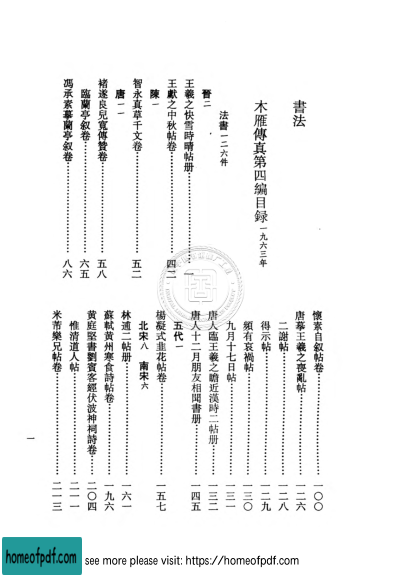 書法
木雁傳真第四編目録 一九六三年
法書一二六件
晉二
王羲之快雪時晴帖册……一
王獻之中秋帖卷……四二
陳一
智永真草千文卷……五二
唐一一
褚遂良兒寬傳贊卷……五八
臨蘭亭叙卷……六五
馮承素摹蘭亭叙卷……八六
懷素自叙帖卷……一〇〇
唐摹王羲之喪亂帖……一二六
二謝帖……一二八
得示帖……一二九
頻有哀禍帖……一三〇
九月十七日帖……一三一
唐人臨王羲之瞻近漢時二帖册……一三二
唐人十二月朋友相聞書册……一四五
五代一
楊凝式韭花帖卷……一五七
北宋八 南宋六
林逋二帖册……一六一
蘇軾黄州寒食詩帖卷……一九六
黄庭堅書劉賓客經伏波神祠詩卷……二〇四
惟清道人帖……二一一
米芾樂兄帖卷……二一三
一
homeofpdf.com
see more please visit: https://homeofpdf.com